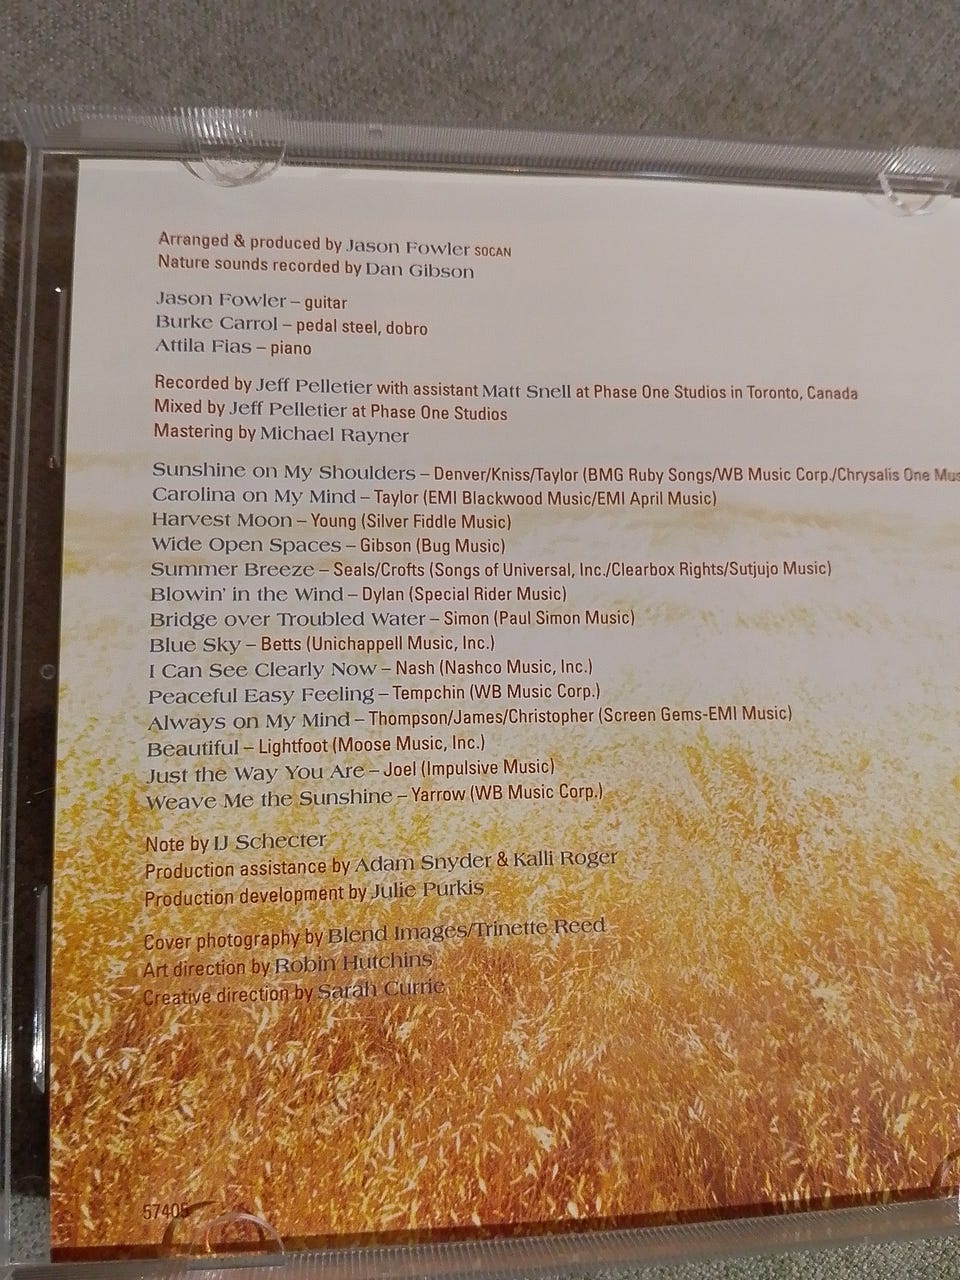 Arranged & produced by Jason Fowler SOCAN
Nature sounds recorded by Dan Gibson
Jason Fowler – guitar
Burke Carrol – pedal steel, dobro
Attila Fias – piano
Recorded by Jeff Pelletier with assistant Matt Snell at Phase One Studios in Toronto, Canada
Mixed by Jeff Pelletier at Phase One Studios
Mastering by Michael Rayner
Sunshine on My Shoulders – Denver/Kniss/Taylor (BMG Ruby Songs/WB Music Corp./Chrysalis One Mus
Carolina on My Mind – Taylor (EMI Blackwood Music/EMI April Music)
Harvest Moon – Young (Silver Fiddle Music)
Wide Open Spaces – Gibson (Bug Music)
Summer Breeze – Seals/Crofts (Songs of Universal, Inc./Clearbox Rights/Sutjujo Music)
Blowin' in the Wind – Dylan (Special Rider Music)
Bridge over Troubled Water – Simon (Paul Simon Music)
Blue Sky – Betts (Unichappell Music, Inc.)
I Can See Clearly Now – Nash (Nashco Music, Inc.)
Peaceful Easy Feeling – Tempchin (WB Music Corp.)
Always on My Mind – Thompson/James/Christopher (Screen Gems-EMI Music)
Beautiful – Lightfoot (Moose Music, Inc.)
Just the Way You Are – Joel (Impulsive Music)
Weave Me the Sunshine – Yarrow (WB Music Corp.)
Note by IJ Schecter
Production assistance by Adam Snyder & Kalli Roger
Production development by Julie Purkis
Cover photography by Blend Images/Trinette Reed
Art direction by Robin Hutchins
Creative direction by Sarah Currie
57405